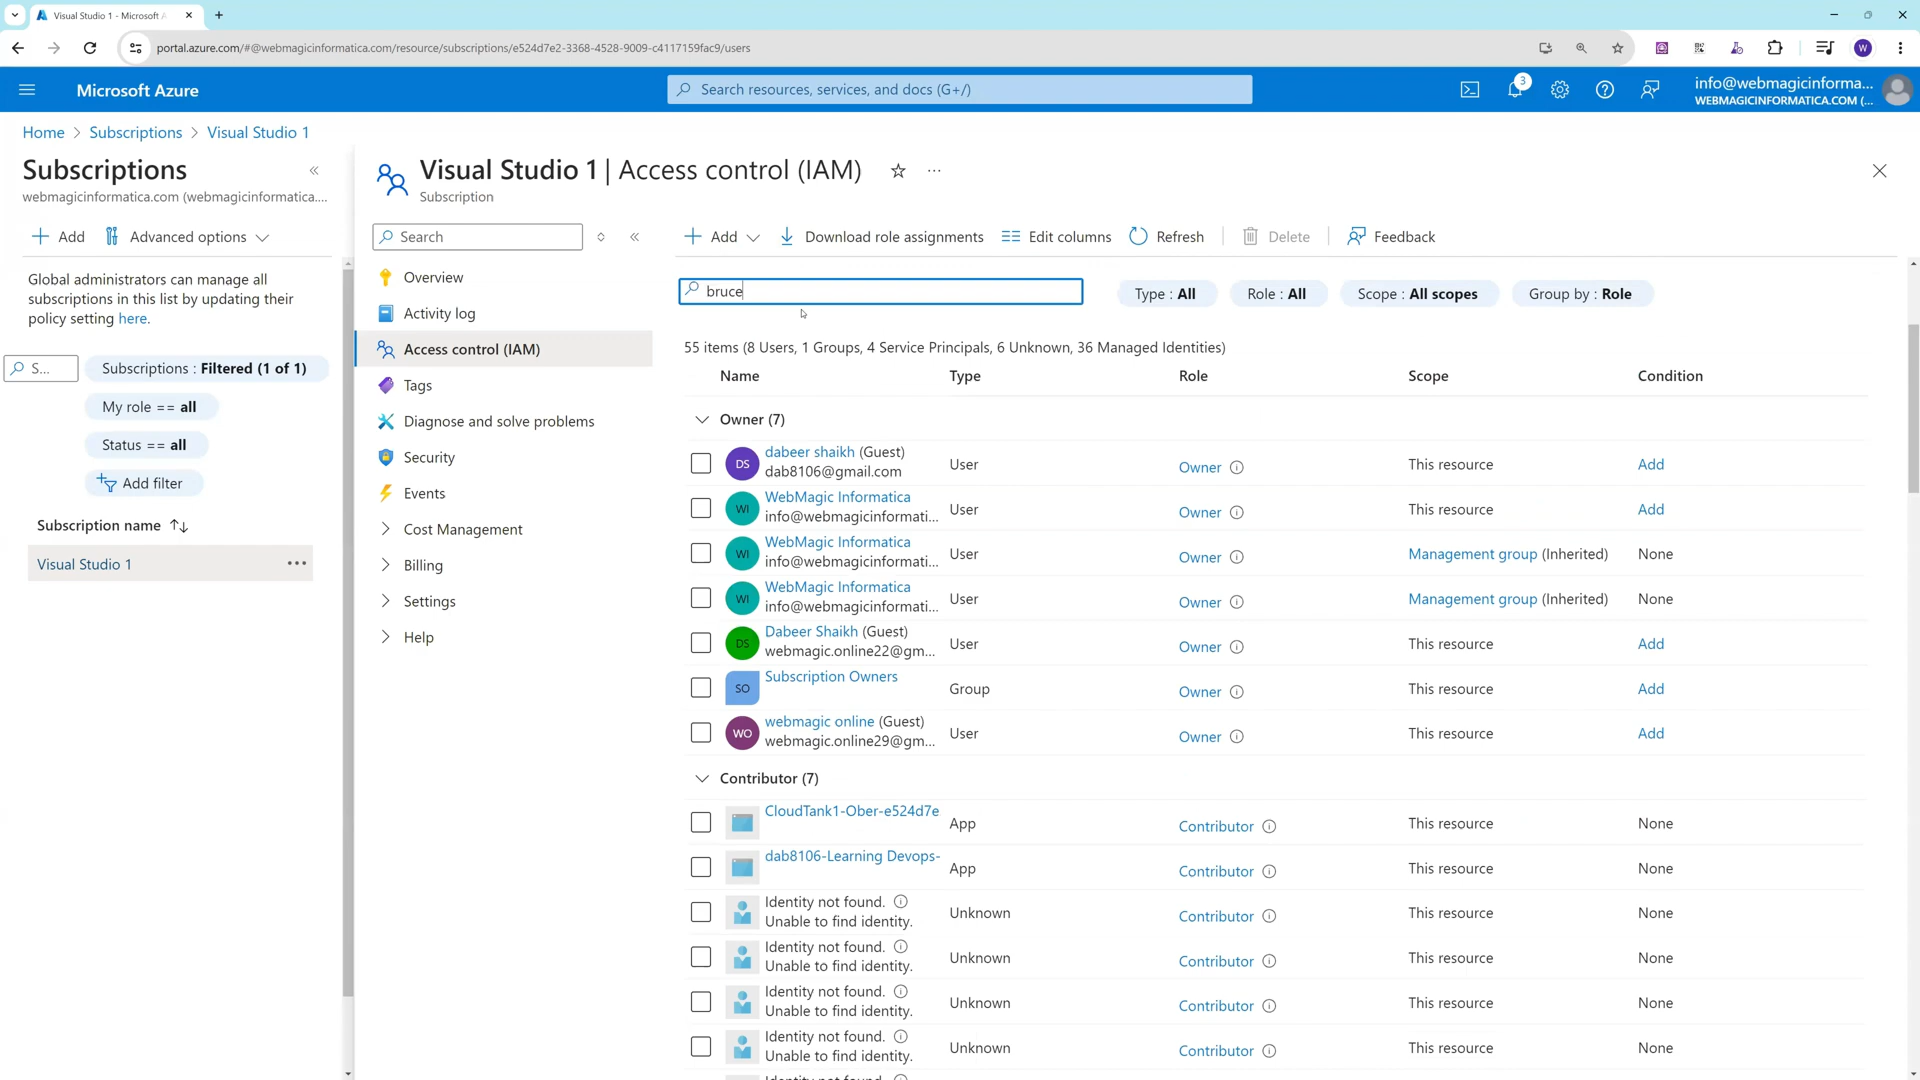 Visual Studio 1 - Microsoft A
portal.azure.com/#@webmagicinformatica.com/resource/subscriptions/e524d7e2-3368-4528-9009-c4117159fac9/users
W
Microsoft Azure
Search resources, services, and docs (G+/)
3
info@webmagicinforma...
WEBMAGICINFORMATICA.COM (...
Home > Subscriptions > Visual Studio 1
Subscriptions
webmagicinformatica.com (webmagicinformatica....
Add
Advanced options
Global administrators can manage all
subscriptions in this list by updating their
policy setting here.
S...
Subscriptions : Filtered (1 of 1)
My role == all
Status == all
Add filter
Subscription name
Visual Studio 1
Visual Studio 1 | Access control (IAM)
Subscription
Search
Overview
Activity log
Access control (IAM)
Tags
Diagnose and solve problems
Security
Events
Cost Management
Billing
Settings
Help
Add
Download role assignments
Edit columns
Refresh
Delete
Feedback
bruce
Type : All
Role : All
Scope : All scopes
Group by : Role
55 items (8 Users, 1 Groups, 4 Service Principals, 6 Unknown, 36 Managed Identities)
Name Type Role Scope Condition
Owner (7)
DS dabeer shaikh (Guest)
dab8106@gmail.com User Owner This resource Add
WI WebMagic Informatica
info@webmagicinformati... User Owner This resource Add
WI WebMagic Informatica
info@webmagicinformati... User Owner Management group (Inherited) None
WI WebMagic Informatica
info@webmagicinformati... User Owner Management group (Inherited) None
DS Dabeer Shaikh (Guest)
webmagic.online22@gm... User Owner This resource Add
SO Subscription Owners
Group Owner This resource Add
WO webmagic online (Guest)
webmagic.online29@gm... User Owner This resource Add
Contributor (7)
CloudTank1-Ober-e524d7e
App Contributor This resource None
dab8106-Learning Devops-
App Contributor This resource None
Identity not found.
Unable to find identity. Unknown Contributor This resource None
Identity not found.
Unable to find identity. Unknown Contributor This resource None
Identity not found.
Unable to find identity. Unknown Contributor This resource None
Identity not found.
Unable to find identity. Unknown Contributor This resource None